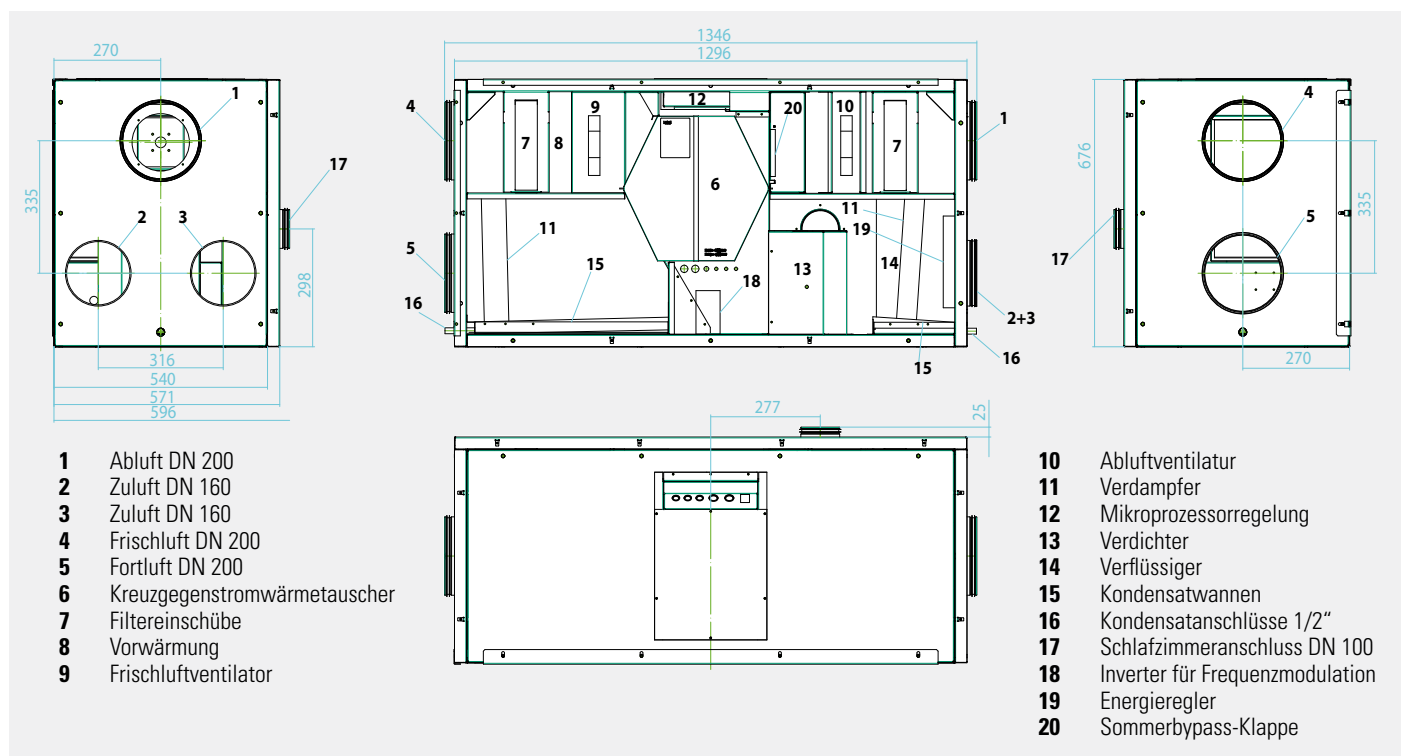 270
1
335
2
3
17
298
316
540
571
596
1346
1296
4
9
12
20
10
1
7
8
7
6
11
11
19
5
15
18
13
14
16
2+3
16
15
4
676
335
5
17
270
277
25
1 Abluft DN 200
2 Zuluft DN 160
3 Zuluft DN 160
4 Frischluft DN 200
5 Fortluft DN 200
6 Kreuzgegenstromwärmetauscher
7 Filtereinschübe
8 Vorwärmung
9 Frischluftventilator
10 Abluftventilatur
11 Verdampfer
12 Mikroprozessorregelung
13 Verdichter
14 Verflüssiger
15 Kondensatwannen
16 Kondensatanschlüsse 1/2“
17 Schlafzimmeranschluss DN 100
18 Inverter für Frequenzmodulation
19 Energieregler
20 Sommerbypass-Klappe